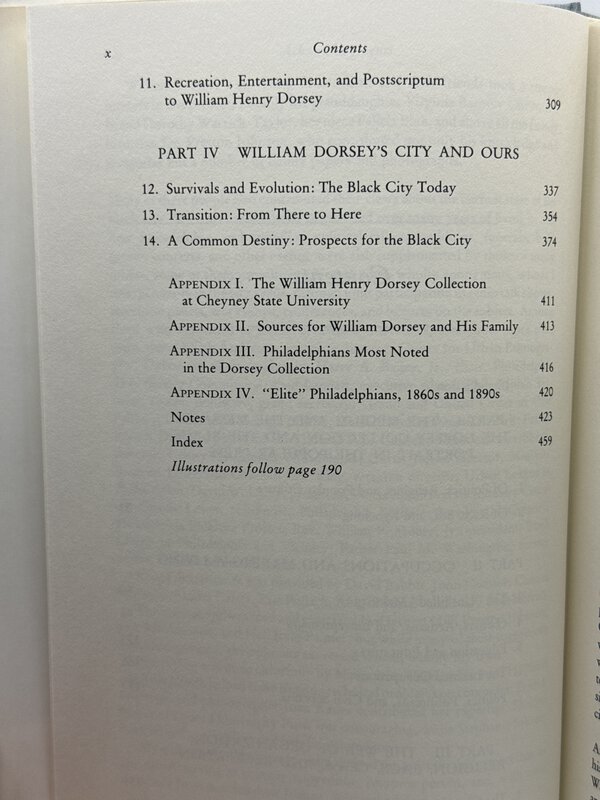 x
Contents
11. Recreation, Entertainment, and Postscriptum
to William Henry Dorsey 309
PART IV WILLIAM DORSEY'S CITY AND OURS
12. Survivals and Evolution: The Black City Today 337
13. Transition: From There to Here 354
14. A Common Destiny: Prospects for the Black City 374
APPENDIX I. The William Henry Dorsey Collection
at Cheyney State University 411
APPENDIX II. Sources for William Dorsey and His Family 413
APPENDIX III. Philadelphians Most Noted
in the Dorsey Collection 416
APPENDIX IV. "Elite" Philadelphians, 1860s and 1890s 420
Notes 423
Index 459
Illustrations follow page 190